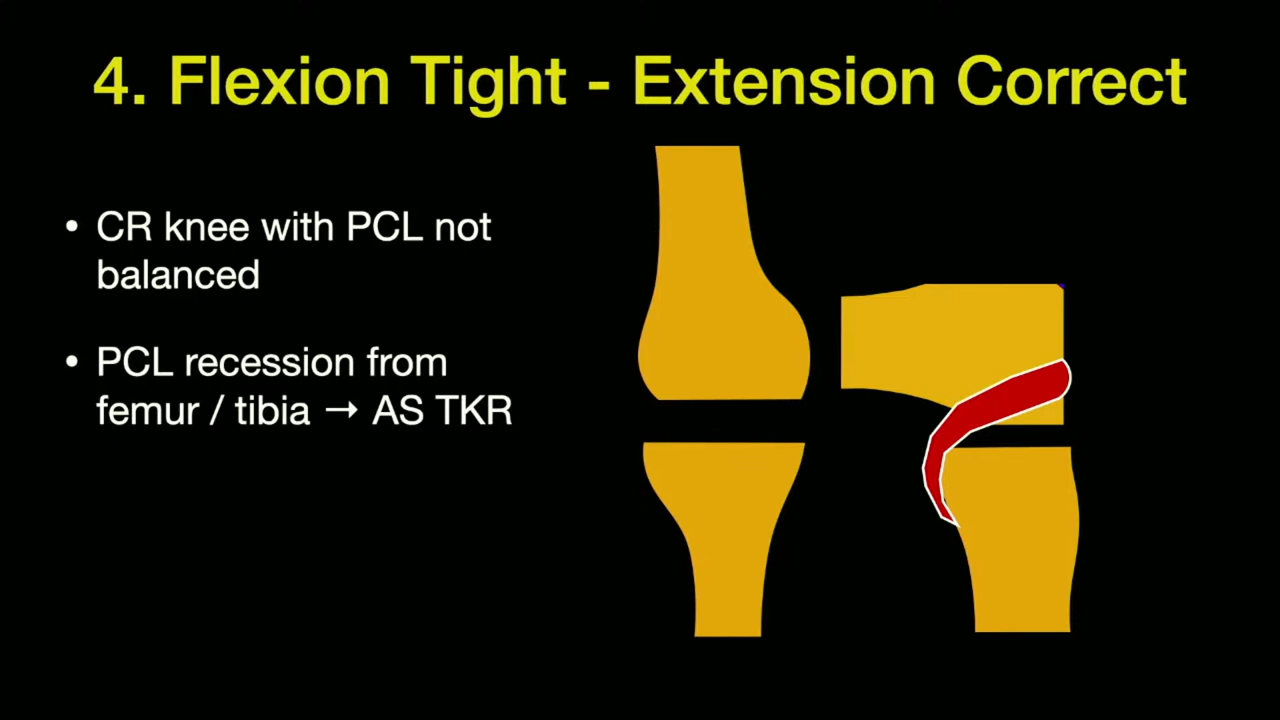 4. Flexion Tight - Extension Correct
• CR knee with PCL not
balanced
• PCL recession from
femur / tibia → AS TKR